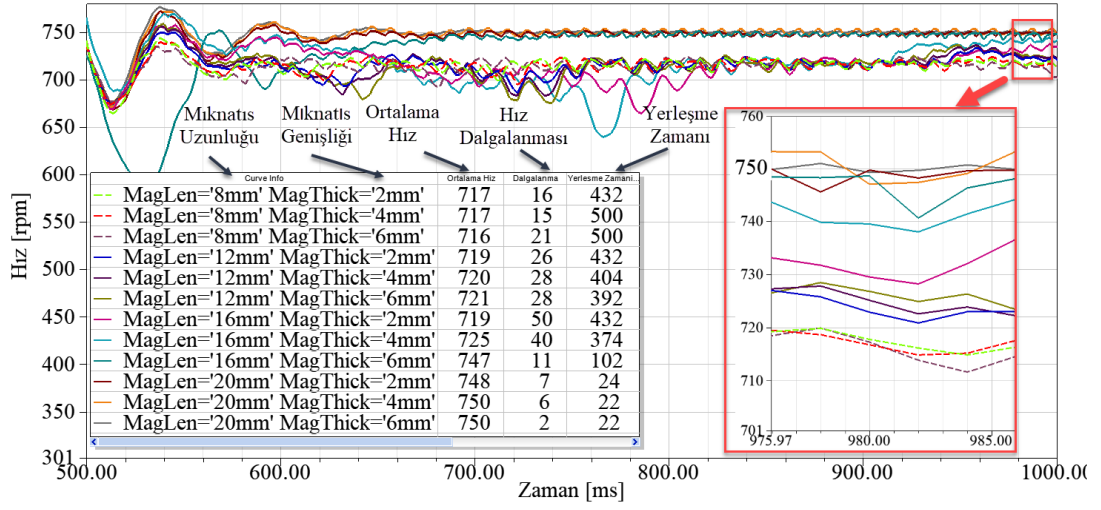 750
700
650
600
550
500
450
400
350
301
Hız [rpm]
500.00 600.00 700.00 800.00 900.00 1000.00
Zaman [ms]
Mıknatıs Uzunluğu
Mıknatıs Genişliği
Ortalama Hız
Hız Dalgalanması
Yerleşme Zamanı
Curve Info Ortalama Hiz Dalgalanma Yerlesme Zamani...
MagLen='8mm' MagThick='2mm' 717 16 432
MagLen='8mm' MagThick='4mm' 717 15 500
MagLen='8mm' MagThick='6mm' 716 21 500
MagLen='12mm' MagThick='2mm' 719 26 432
MagLen='12mm' MagThick='4mm' 720 28 404
MagLen='12mm' MagThick='6mm' 721 28 392
MagLen='16mm' MagThick='2mm' 719 50 432
MagLen='16mm' MagThick='4mm' 725 40 374
MagLen='16mm' MagThick='6mm' 747 11 102
MagLen='20mm' MagThick='2mm' 748 7 24
MagLen='20mm' MagThick='4mm' 750 6 22
MagLen='20mm' MagThick='6mm' 750 2 22
760
750
740
730
720
710
701
975.97 980.00 985.00